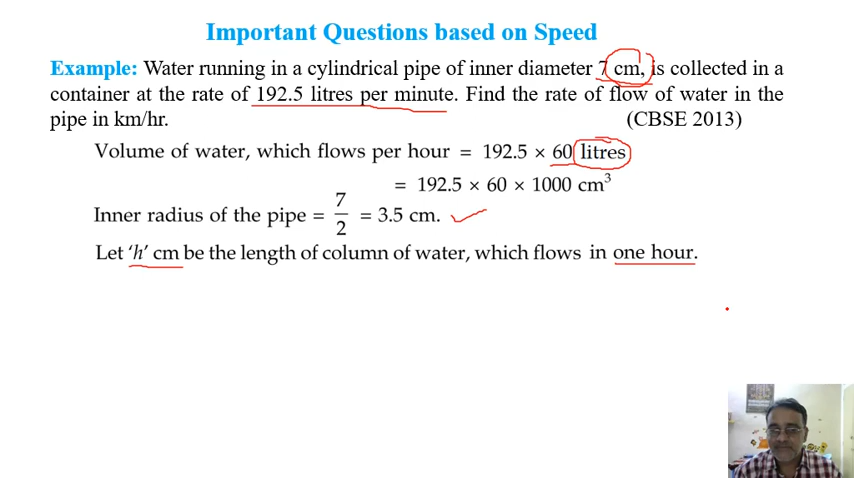 Important Questions based on Speed
Example: Water running in a cylindrical pipe of inner diameter 7 cm, is collected in a
container at the rate of 192.5 litres per minute. Find the rate of flow of water in the
pipe in km/hr. (CBSE 2013)
Volume of water, which flows per hour = 192.5 × 60 litres
= 192.5 × 60 × 1000 cm³
Inner radius of the pipe = 7/2 = 3.5 cm.
Let ‘h’ cm be the length of column of water, which flows in one hour.